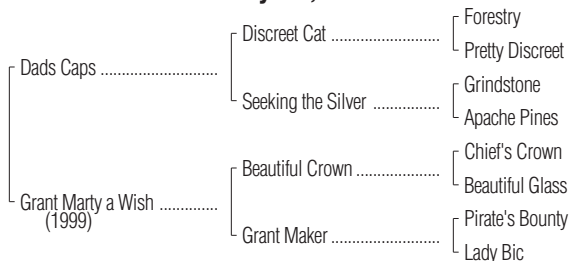 Forestry
Discreet Cat ......................
Pretty Discreet
Dads Caps ........................
Grindstone
Seeking the Silver ..............
Apache Pines
Chief's Crown
Beautiful Crown .................
Beautiful Glass
Grant Marty a Wish ............
(1999)
Pirate's Bounty
Grant Maker ......................
Lady Bic